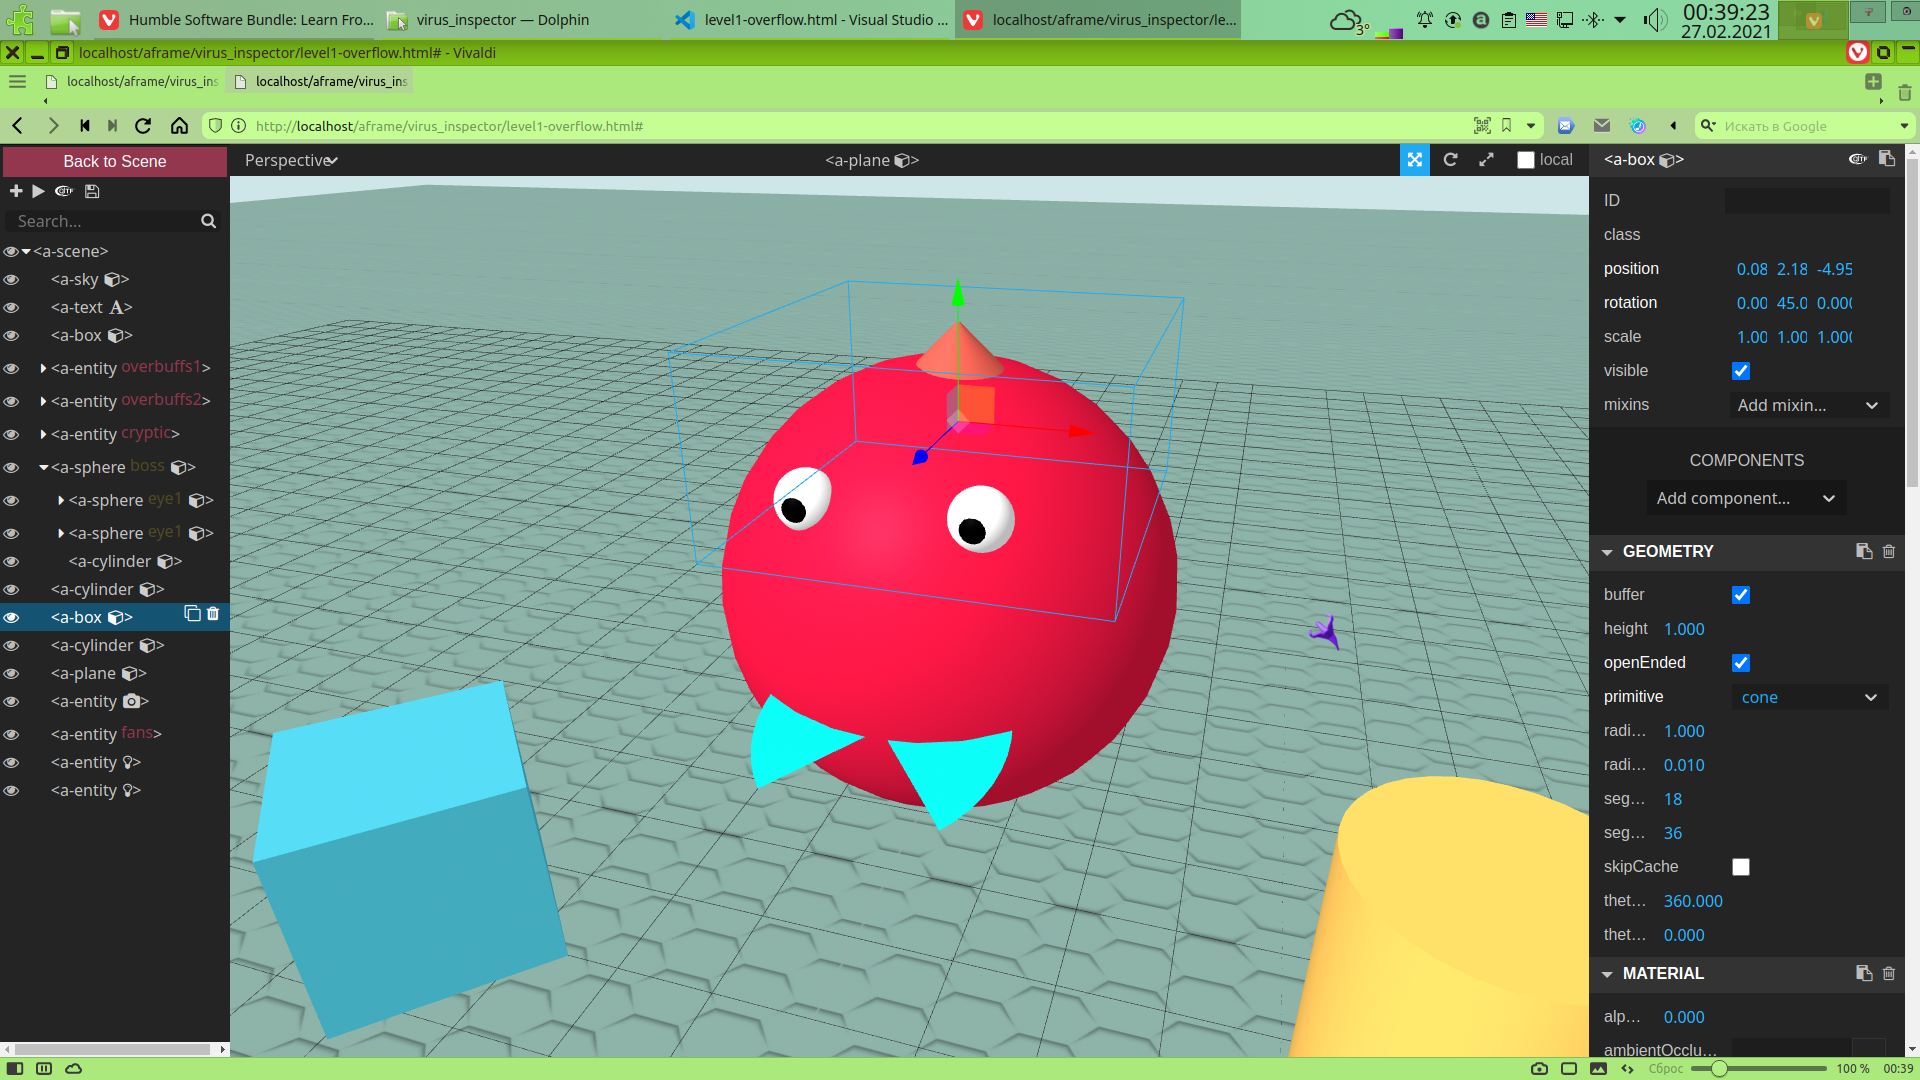 Humble Software Bundle: Learn Fro...
virus_inspector — Dolphin
level1-overflow.html - Visual Studio ...
localhost/aframe/virus_inspector/le...
3°
00:39:23
27.02.2021
localhost/aframe/virus_inspector/level1-overflow.html# - Vivaldi
localhost/aframe/virus_ins
localhost/aframe/virus_ins
http://localhost/aframe/virus_inspector/level1-overflow.html#
Искать в Google
Back to Scene
Perspective
<a-plane >
local
<a-box >
GLTF
GLTF
Search...
<a-scene>
<a-sky >
<a-text A>
<a-box >
<a-entity overbuffs1>
<a-entity overbuffs2>
<a-entity cryptic>
<a-sphere boss >
<a-sphere eye1 >
<a-sphere eye1 >
<a-cylinder >
<a-cylinder >
<a-box >
<a-cylinder >
<a-plane >
<a-entity >
<a-entity fans>
<a-entity >
<a-entity >
ID
class
position 0.08 2.18 -4.95
rotation 0.00 45.0 0.000
scale 1.00 1.00 1.000
visible
mixins Add mixin...
COMPONENTS
Add component...
GEOMETRY
buffer
height 1.000
openEnded
primitive cone
radi... 1.000
radi... 0.010
seg... 18
seg... 36
skipCache
thet... 360.000
thet... 0.000
MATERIAL
alp... 0.000
ambientOcclu...
Сброс 100 % 00:39